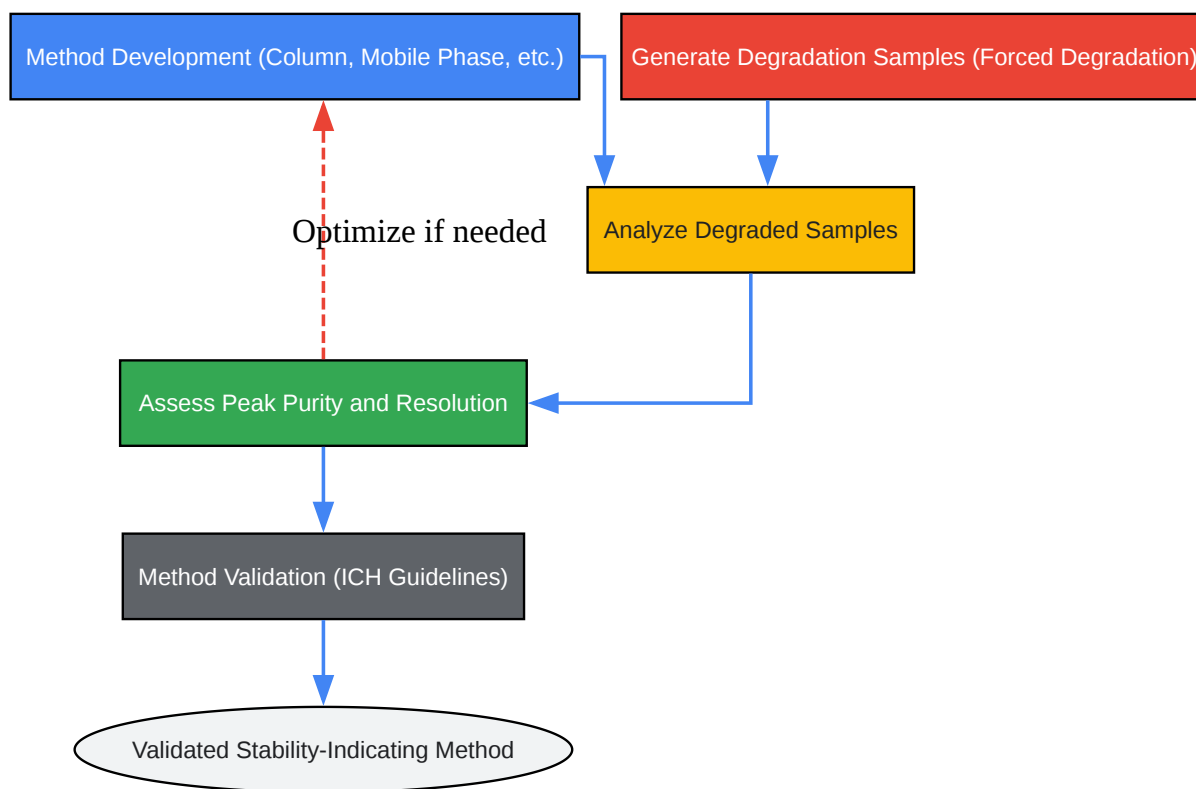 Method Development (Column, Mobile Phase, etc.)
Generate Degradation Samples (Forced Degradation)
Analyze Degraded Samples
Optimize if needed
Assess Peak Purity and Resolution
Method Validation (ICH Guidelines)
Validated Stability-Indicating Method